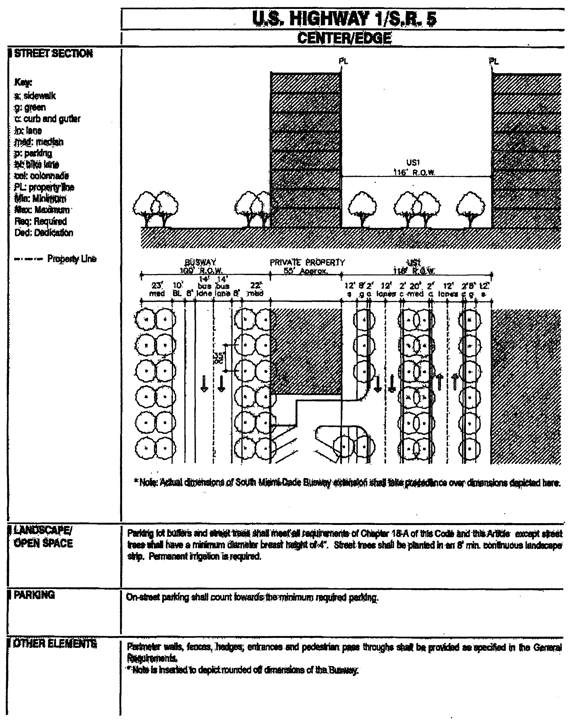 U.S. HIGHWAY 1/S.R. 5
CENTER/EDGE
STREET SECTION
Key:
a: sidewalk
g: green
c: curb and gutter
ln: lane
med: median
p: parking
bl: bike lane
col: colonnade
PL: property line
Min: Minimum
Max: Maximum
Req: Required
Ded: Dedication
Property Line
PL
PL
US1
116' R.O.W.
BUSWAY
100' R.O.W.
PRIVATE PROPERTY
55' Approx.
US1
116' R.O.W.
23' 10' 8' 14' 14' 8' 22'
med BL bus lane bus lane med
12' 8' 2' 12' 2' 20' 2' 12' 2' 8' 12'
s g c lanes c med c lanes c g s
35'
* Note: Actual dimensions of South Miami-Dade Busway extension shall take precedence over dimensions depicted here.
LANDSCAPE/
OPEN SPACE
Parking lot buffers and street trees shall meet all requirements of Chapter 18-A of this Code and this Article except street
trees shall have a minimum diameter breast height of 4". Street trees shall be planted in an 8' min. continuous landscape
strip. Permanent irrigation is required.
PARKING
On-street parking shall count towards the minimum required parking.
OTHER ELEMENTS
Perimeter walls, fences, hedges, entrances and pedestrian pass throughs shall be provided as specified in the General
Requirements.
* Note is inserted to depict rounded off dimensions of the Busway.